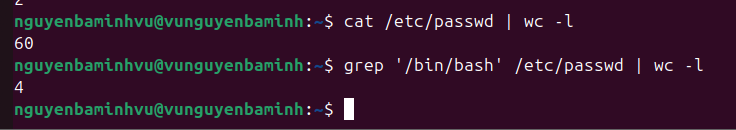 2
nguyenbaminhvu@vunguyenbaminh:~$ cat /etc/passwd | wc -l
60
nguyenbaminhvu@vunguyenbaminh:~$ grep '/bin/bash' /etc/passwd | wc -l
4
nguyenbaminhvu@vunguyenbaminh:~$